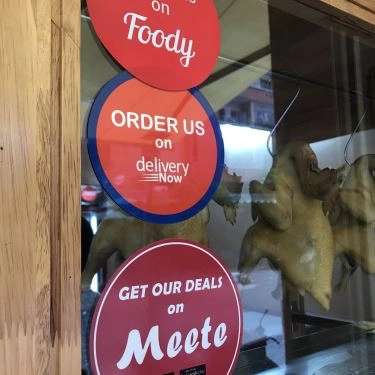 on
Foody
ORDER US
on
delivery
Now
GET OUR DEALS
on
Meete